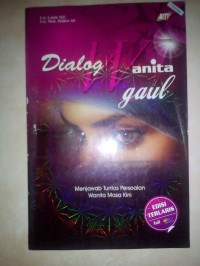 Dialog Wanita
gaul
Menjawab Tuntas Persoalan
Wanita Masa Kini
EDISI
TERLARIS